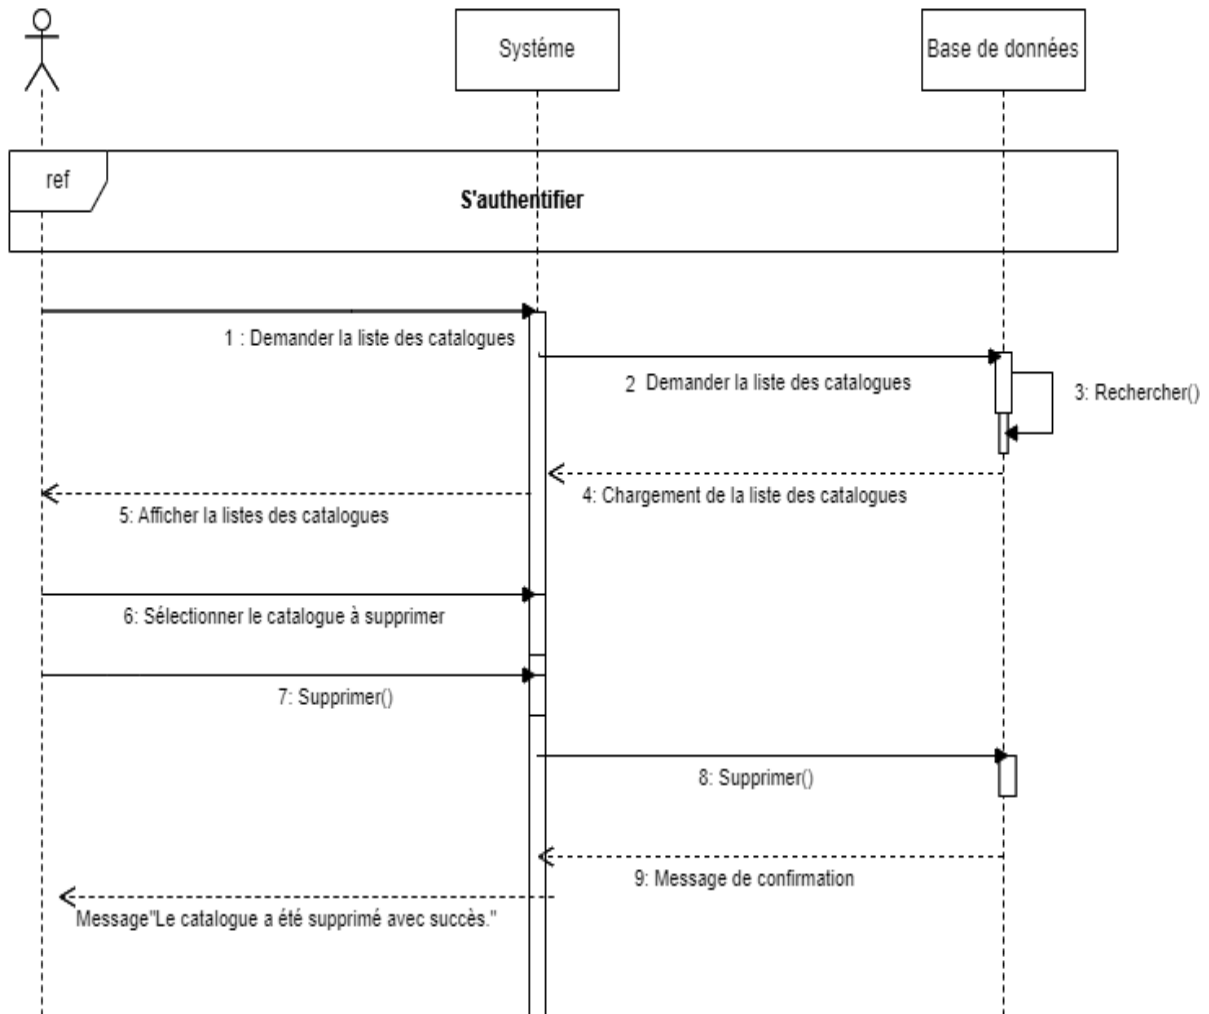 Systéme
Base de données
ref
S'authentifier
1 : Demander la liste des catalogues
2 Demander la liste des catalogues
3: Rechercher()
4: Chargement de la liste des catalogues
5: Afficher la listes des catalogues
6: Sélectionner le catalogue à supprimer
7: Supprimer()
8: Supprimer()
9: Message de confirmation
Message"Le catalogue a été supprimé avec succès."